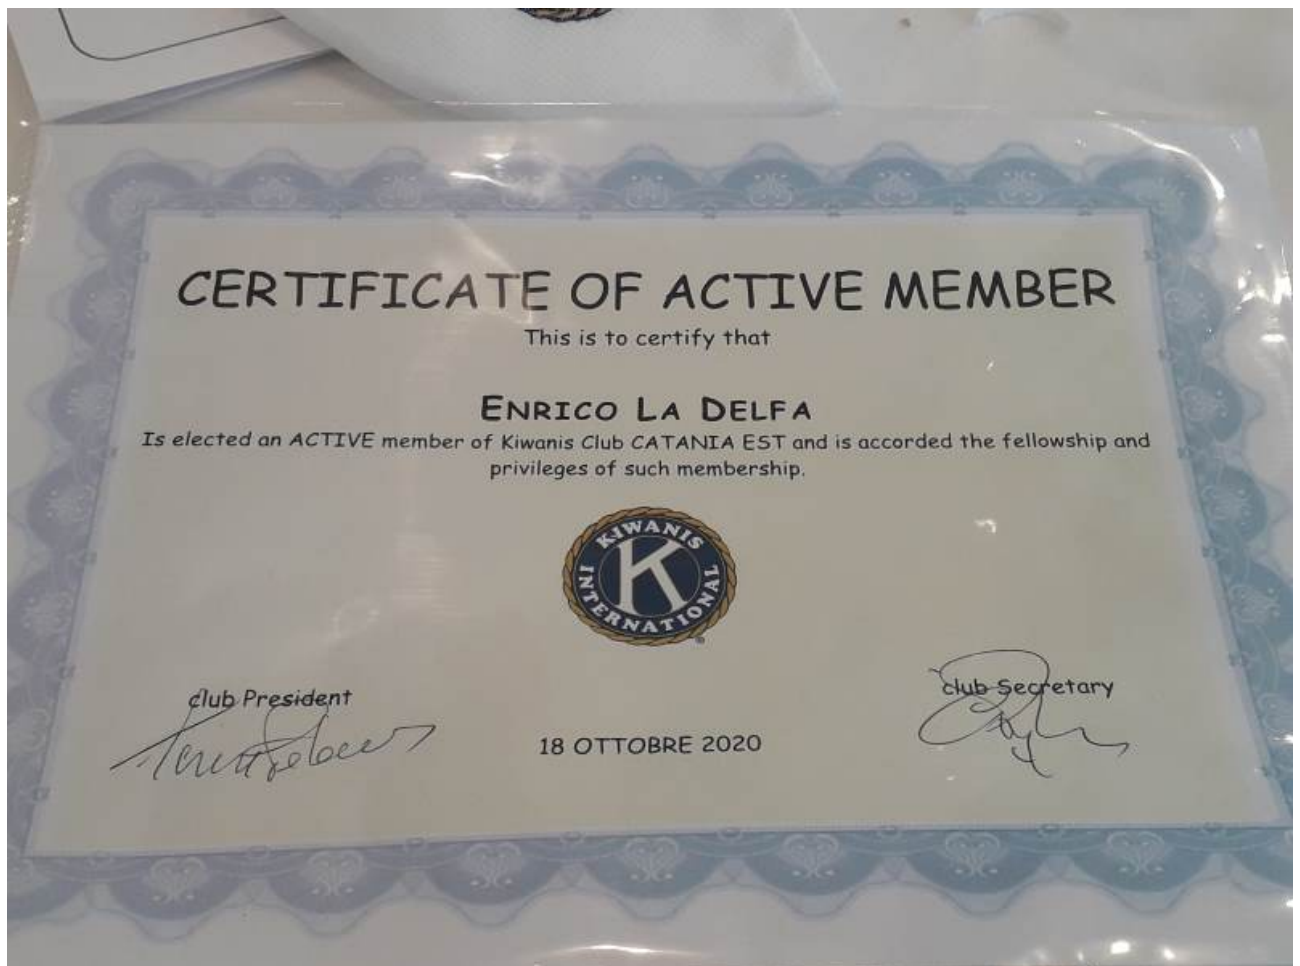 CERTIFICATE OF ACTIVE MEMBER
This is to certify that
ENRICO LA DELFA
Is elected an ACTIVE member of Kiwanis Club CATANIA EST and is accorded the fellowship and
privileges of such membership.
KIWANIS
K
INTERNATIONAL
club President
club Secretary
18 OTTOBRE 2020